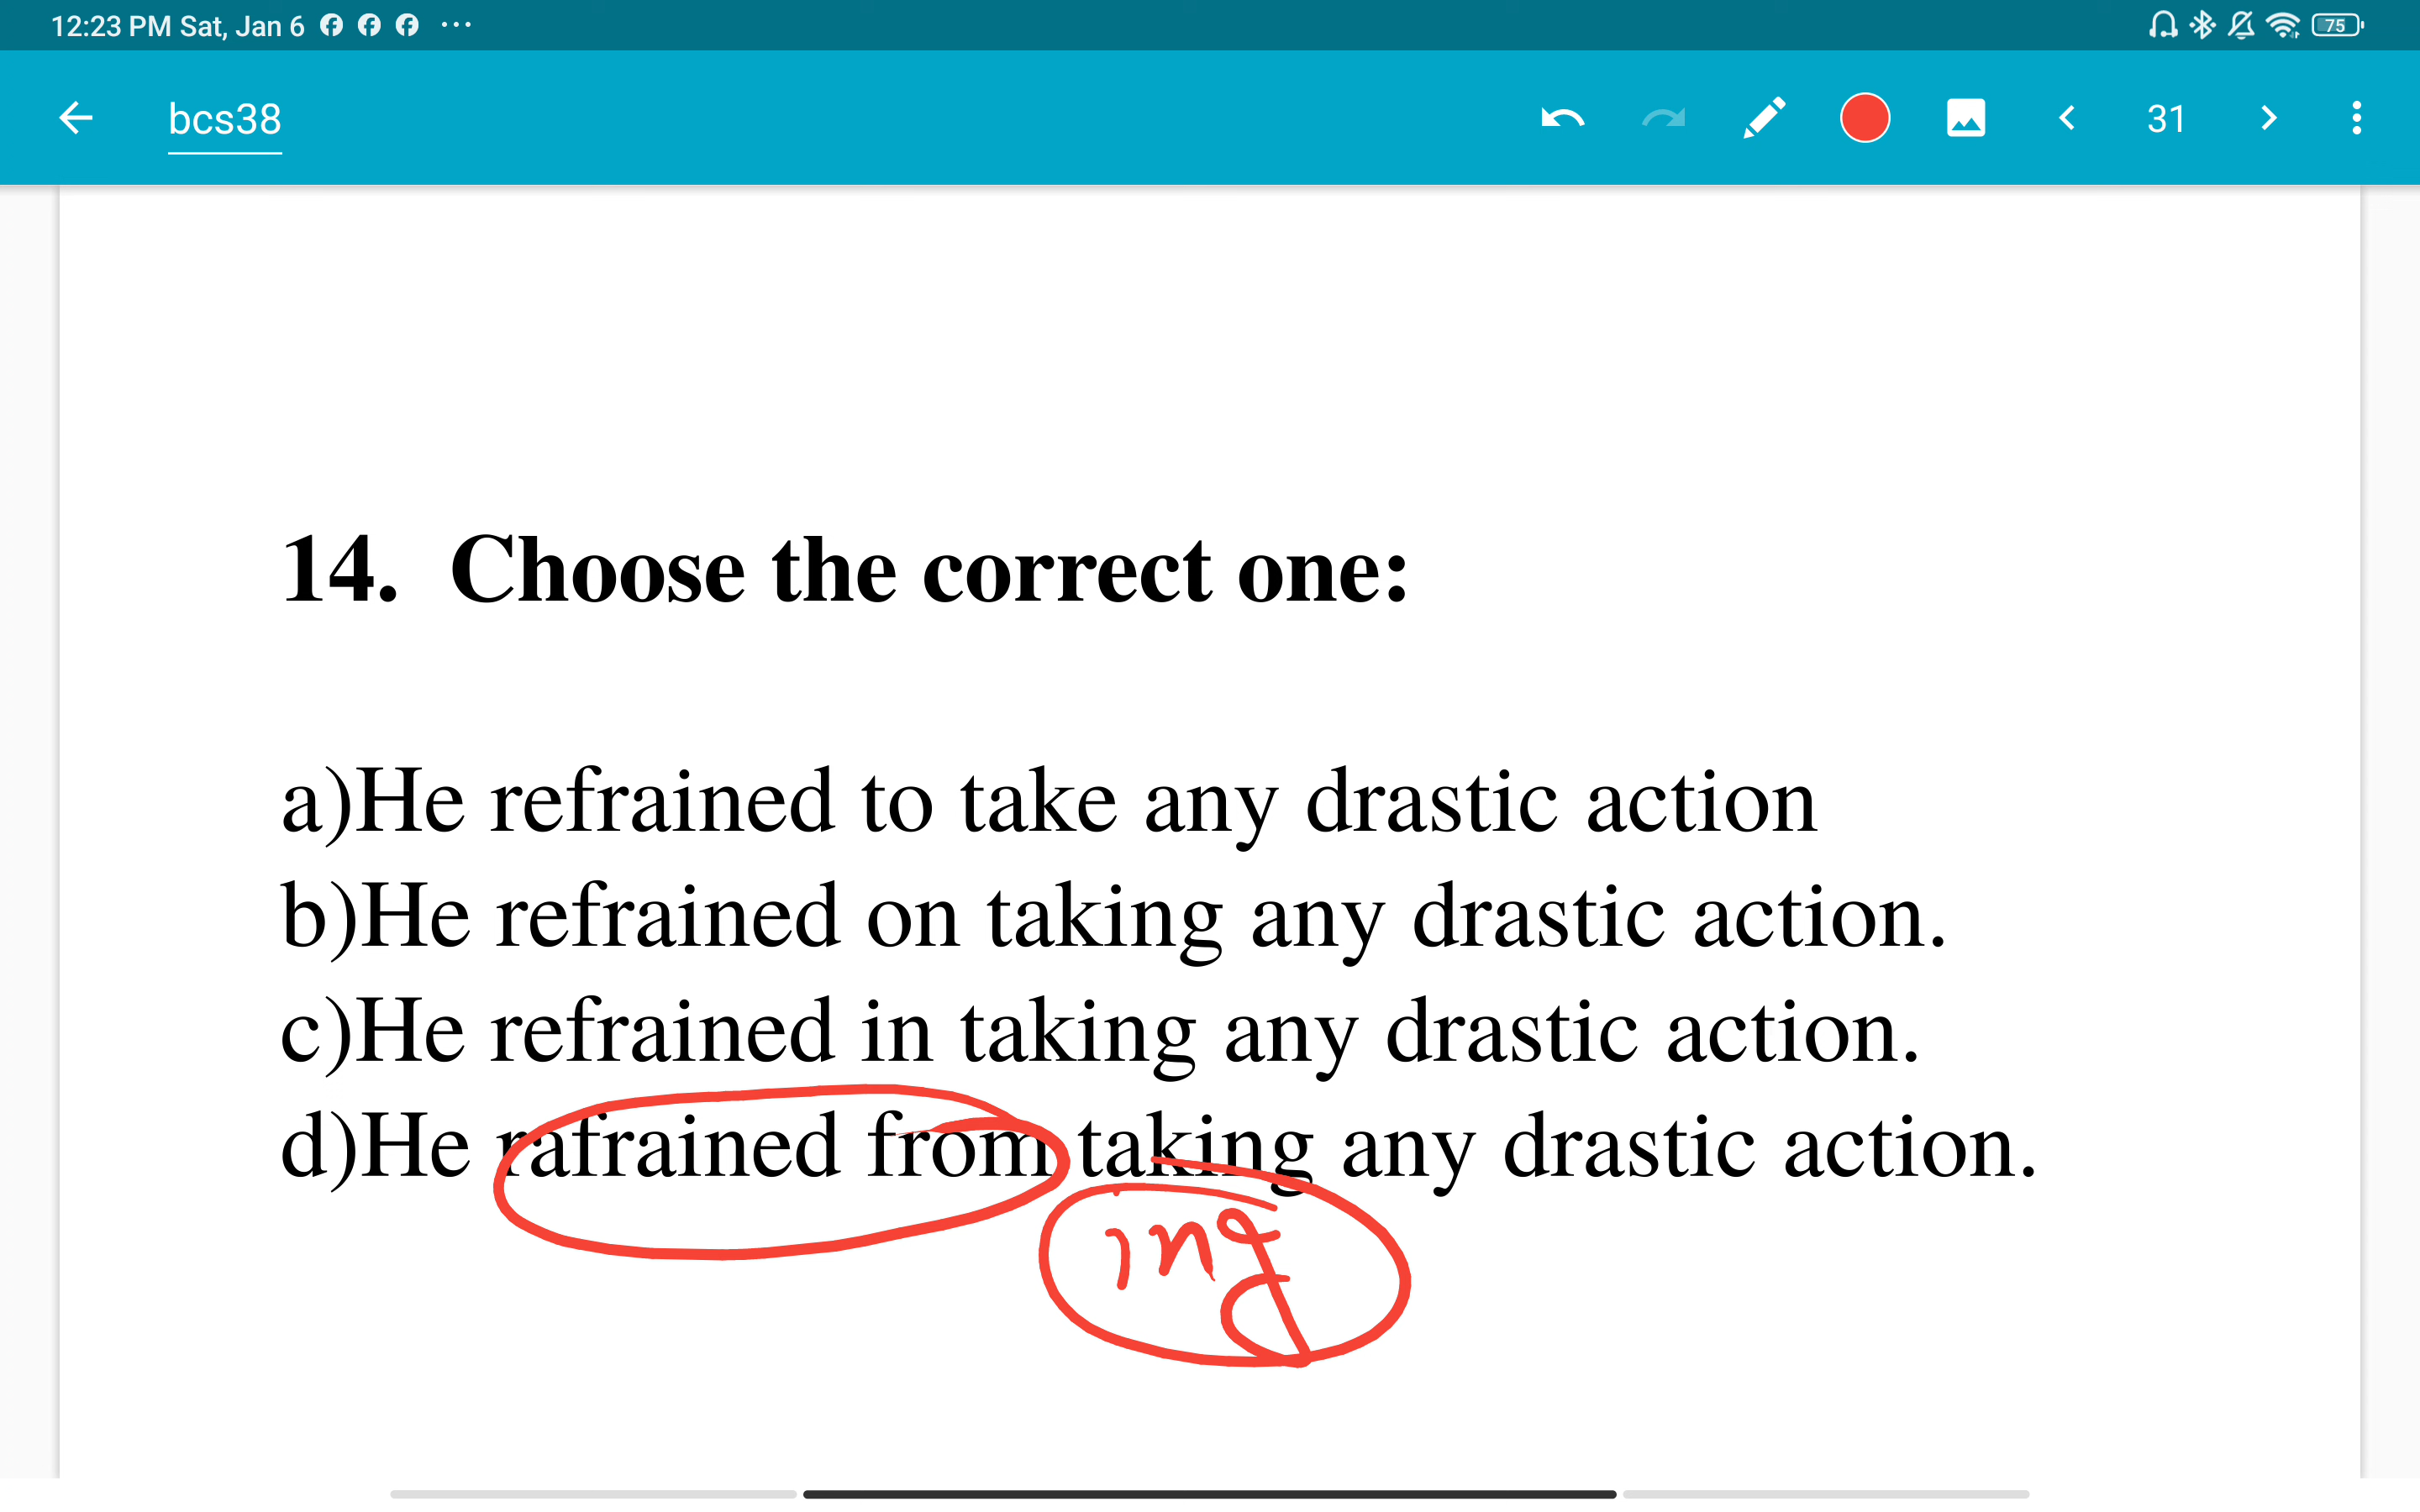 12:23 PM Sat, Jan 6 ... 75
bcs38 31
14. Choose the correct one:
a)He refrained to take any drastic action
b)He refrained on taking any drastic action.
c)He refrained in taking any drastic action.
d)He rafrained from taking any drastic action.
ing